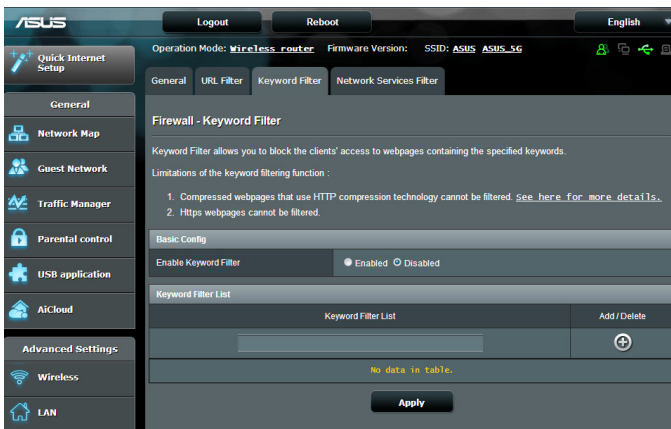 ASUS
Logout
Reboot
English
Quick Internet
Setup
Operation Mode: Wireless router Firmware Version: SSID: ASUS ASUS_5G
General
URL Filter
Keyword Filter
Network Services Filter
General
Network Map
Guest Network
Traffic Manager
Parental control
USB application
AiCloud
Advanced Settings
Wireless
LAN
Firewall - Keyword Filter
Keyword Filter allows you to block the clients' access to webpages containing the specified keywords.
Limitations of the keyword filtering function :
1. Compressed webpages that use HTTP compression technology cannot be filtered. See here for more details.
2. Https webpages cannot be filtered.
Basic Config
Enable Keyword Filter
Enabled Disabled
Keyword Filter List
Keyword Filter List
Add / Delete
No data in table.
Apply